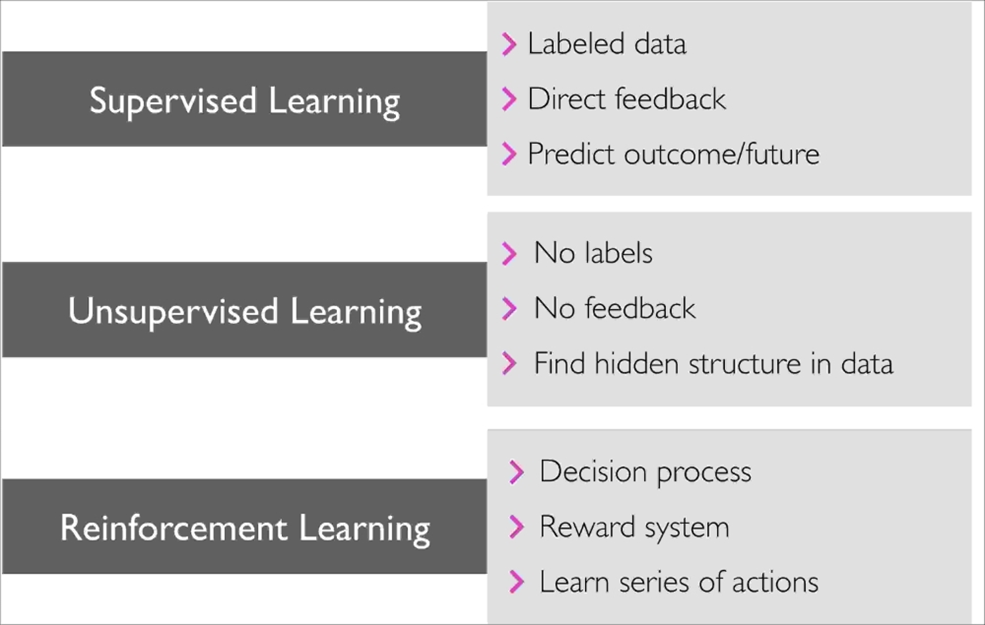 Supervised Learning
Labeled data
Direct feedback
Predict outcome/future
Unsupervised Learning
No labels
No feedback
Find hidden structure in data
Reinforcement Learning
Decision process
Reward system
Learn series of actions